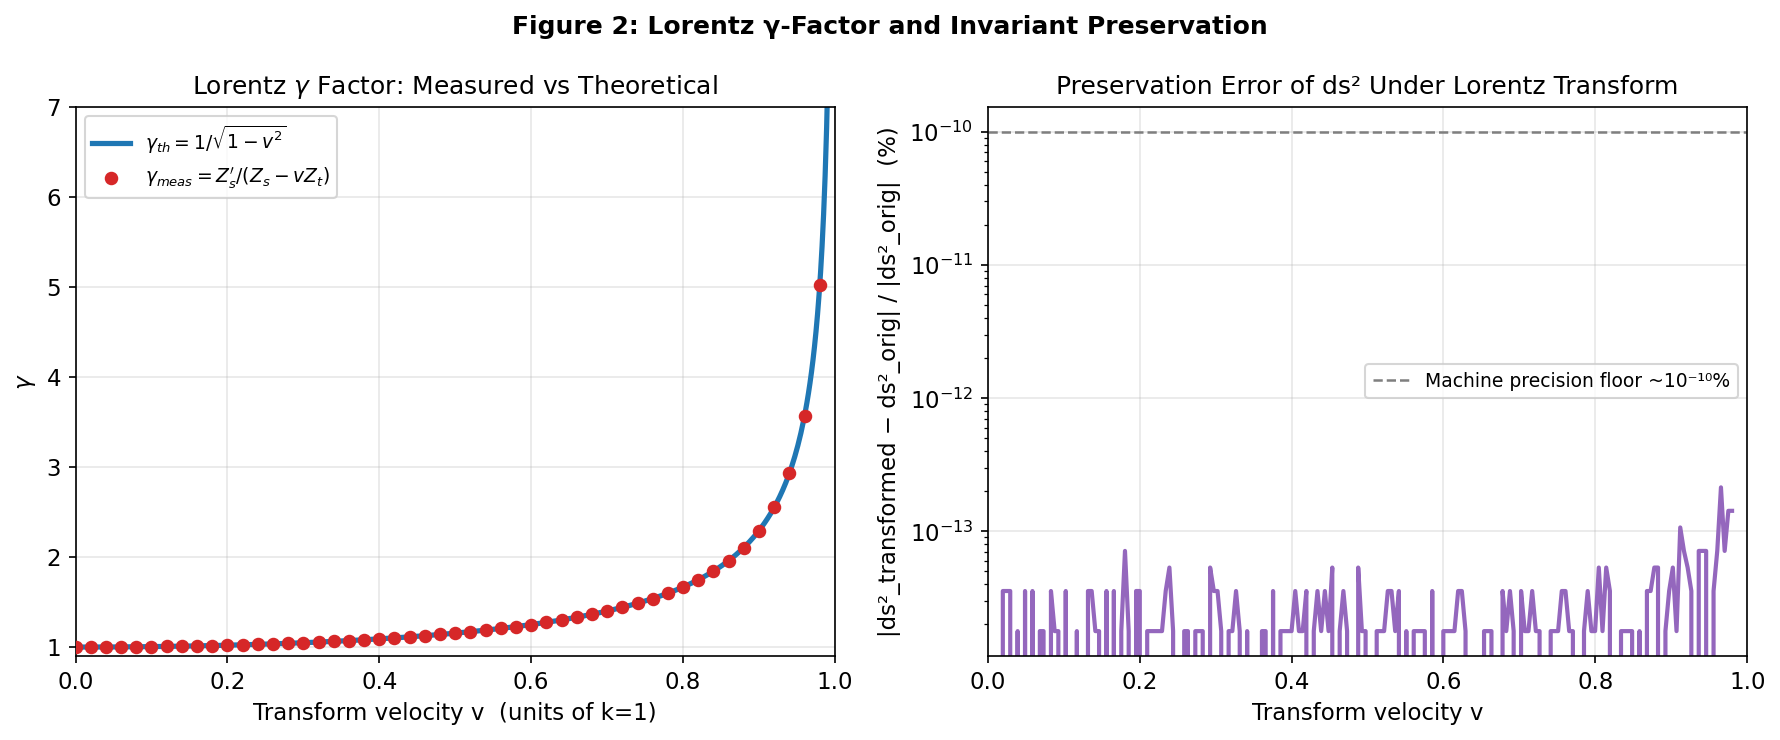 Figure 2: Lorentz γ-Factor and Invariant Preservation
Lorentz γ Factor: Measured vs Theoretical
γ_th = 1/√(1 − v²)
γ_meas = Z′_s/(Z_s − vZ_t)
γ
7
6
5
4
3
2
1
0.0 0.2 0.4 0.6 0.8 1.0
Transform velocity v (units of k=1)
Preservation Error of ds² Under Lorentz Transform
|ds²_transformed − ds²_orig| / |ds²_orig| (%)
10⁻¹⁰
10⁻¹¹
10⁻¹²
10⁻¹³
Machine precision floor ~10⁻¹⁰%
0.0 0.2 0.4 0.6 0.8 1.0
Transform velocity v